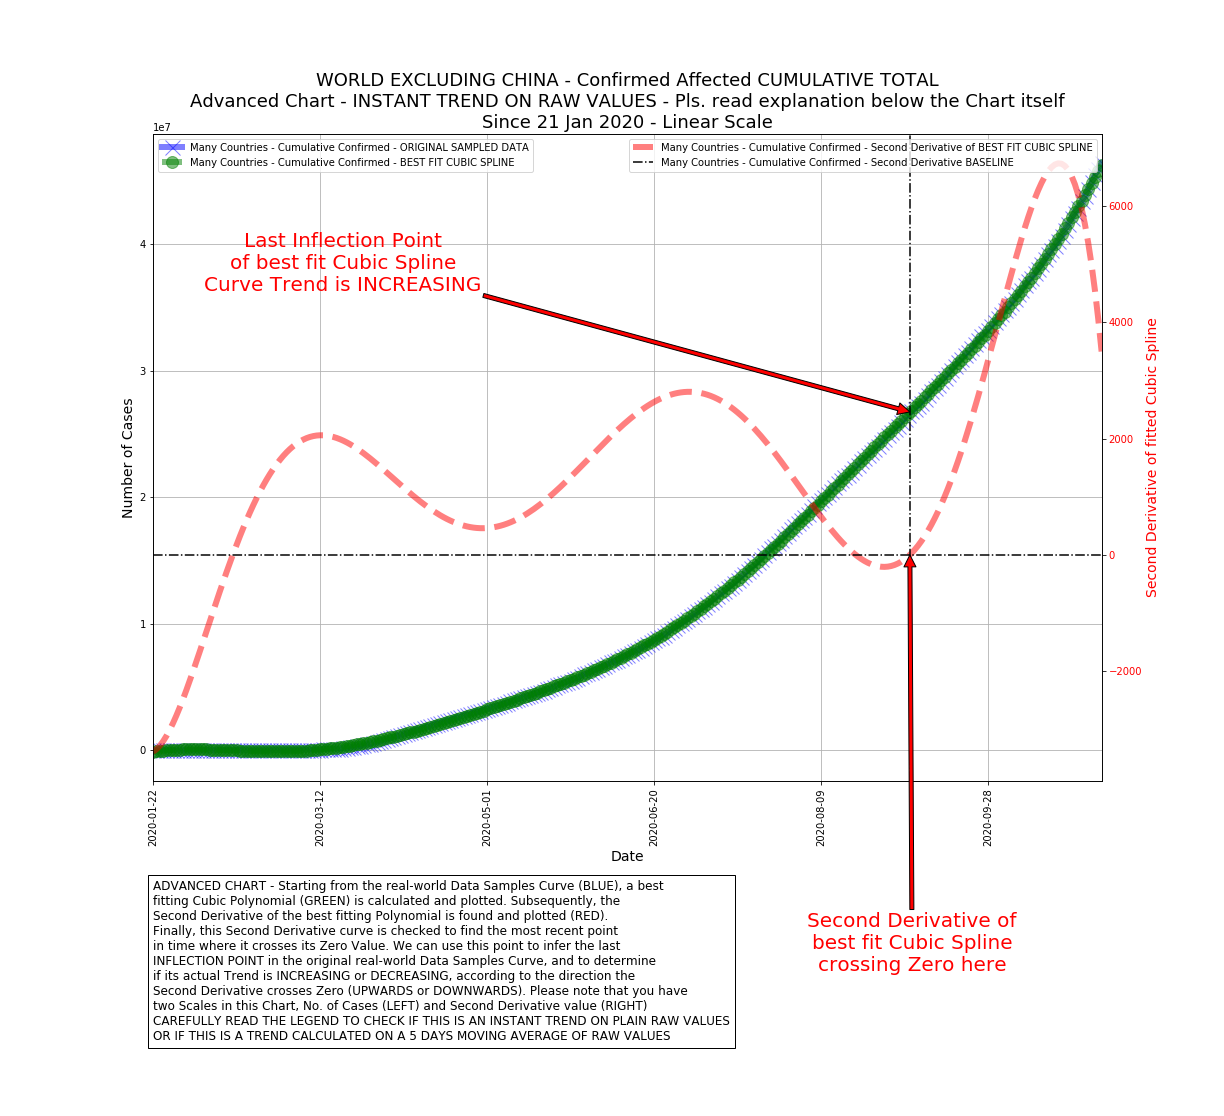 WORLD EXCLUDING CHINA - Confirmed Affected CUMULATIVE TOTAL
Advanced Chart - INSTANT TREND ON RAW VALUES - Pls. read explanation below the Chart itself
Since 21 Jan 2020 - Linear Scale
1e7
Many Countries - Cumulative Confirmed - ORIGINAL SAMPLED DATA
Many Countries - Cumulative Confirmed - BEST FIT CUBIC SPLINE
Many Countries - Cumulative Confirmed - Second Derivative of BEST FIT CUBIC SPLINE
Many Countries - Cumulative Confirmed - Second Derivative BASELINE
Last Inflection Point
of best fit Cubic Spline
Curve Trend is INCREASING
Number of Cases
4
3
2
1
0
6000
4000
2000
0
−2000
Second Derivative of fitted Cubic Spline
2020-01-22
2020-03-12
2020-05-01
2020-06-20
2020-08-09
2020-09-28
Date
Second Derivative of
best fit Cubic Spline
crossing Zero here
ADVANCED CHART - Starting from the real-world Data Samples Curve (BLUE), a best
fitting Cubic Polynomial (GREEN) is calculated and plotted. Subsequently, the
Second Derivative of the best fitting Polynomial is found and plotted (RED).
Finally, this Second Derivative curve is checked to find the most recent point
in time where it crosses its Zero Value. We can use this point to infer the last
INFLECTION POINT in the original real-world Data Samples Curve, and to determine
if its actual Trend is INCREASING or DECREASING, according to the direction the
Second Derivative crosses Zero (UPWARDS or DOWNWARDS). Please note that you have
two Scales in this Chart, No. of Cases (LEFT) and Second Derivative value (RIGHT)
CAREFULLY READ THE LEGEND TO CHECK IF THIS IS AN INSTANT TREND ON PLAIN RAW VALUES
OR IF THIS IS A TREND CALCULATED ON A 5 DAYS MOVING AVERAGE OF RAW VALUES